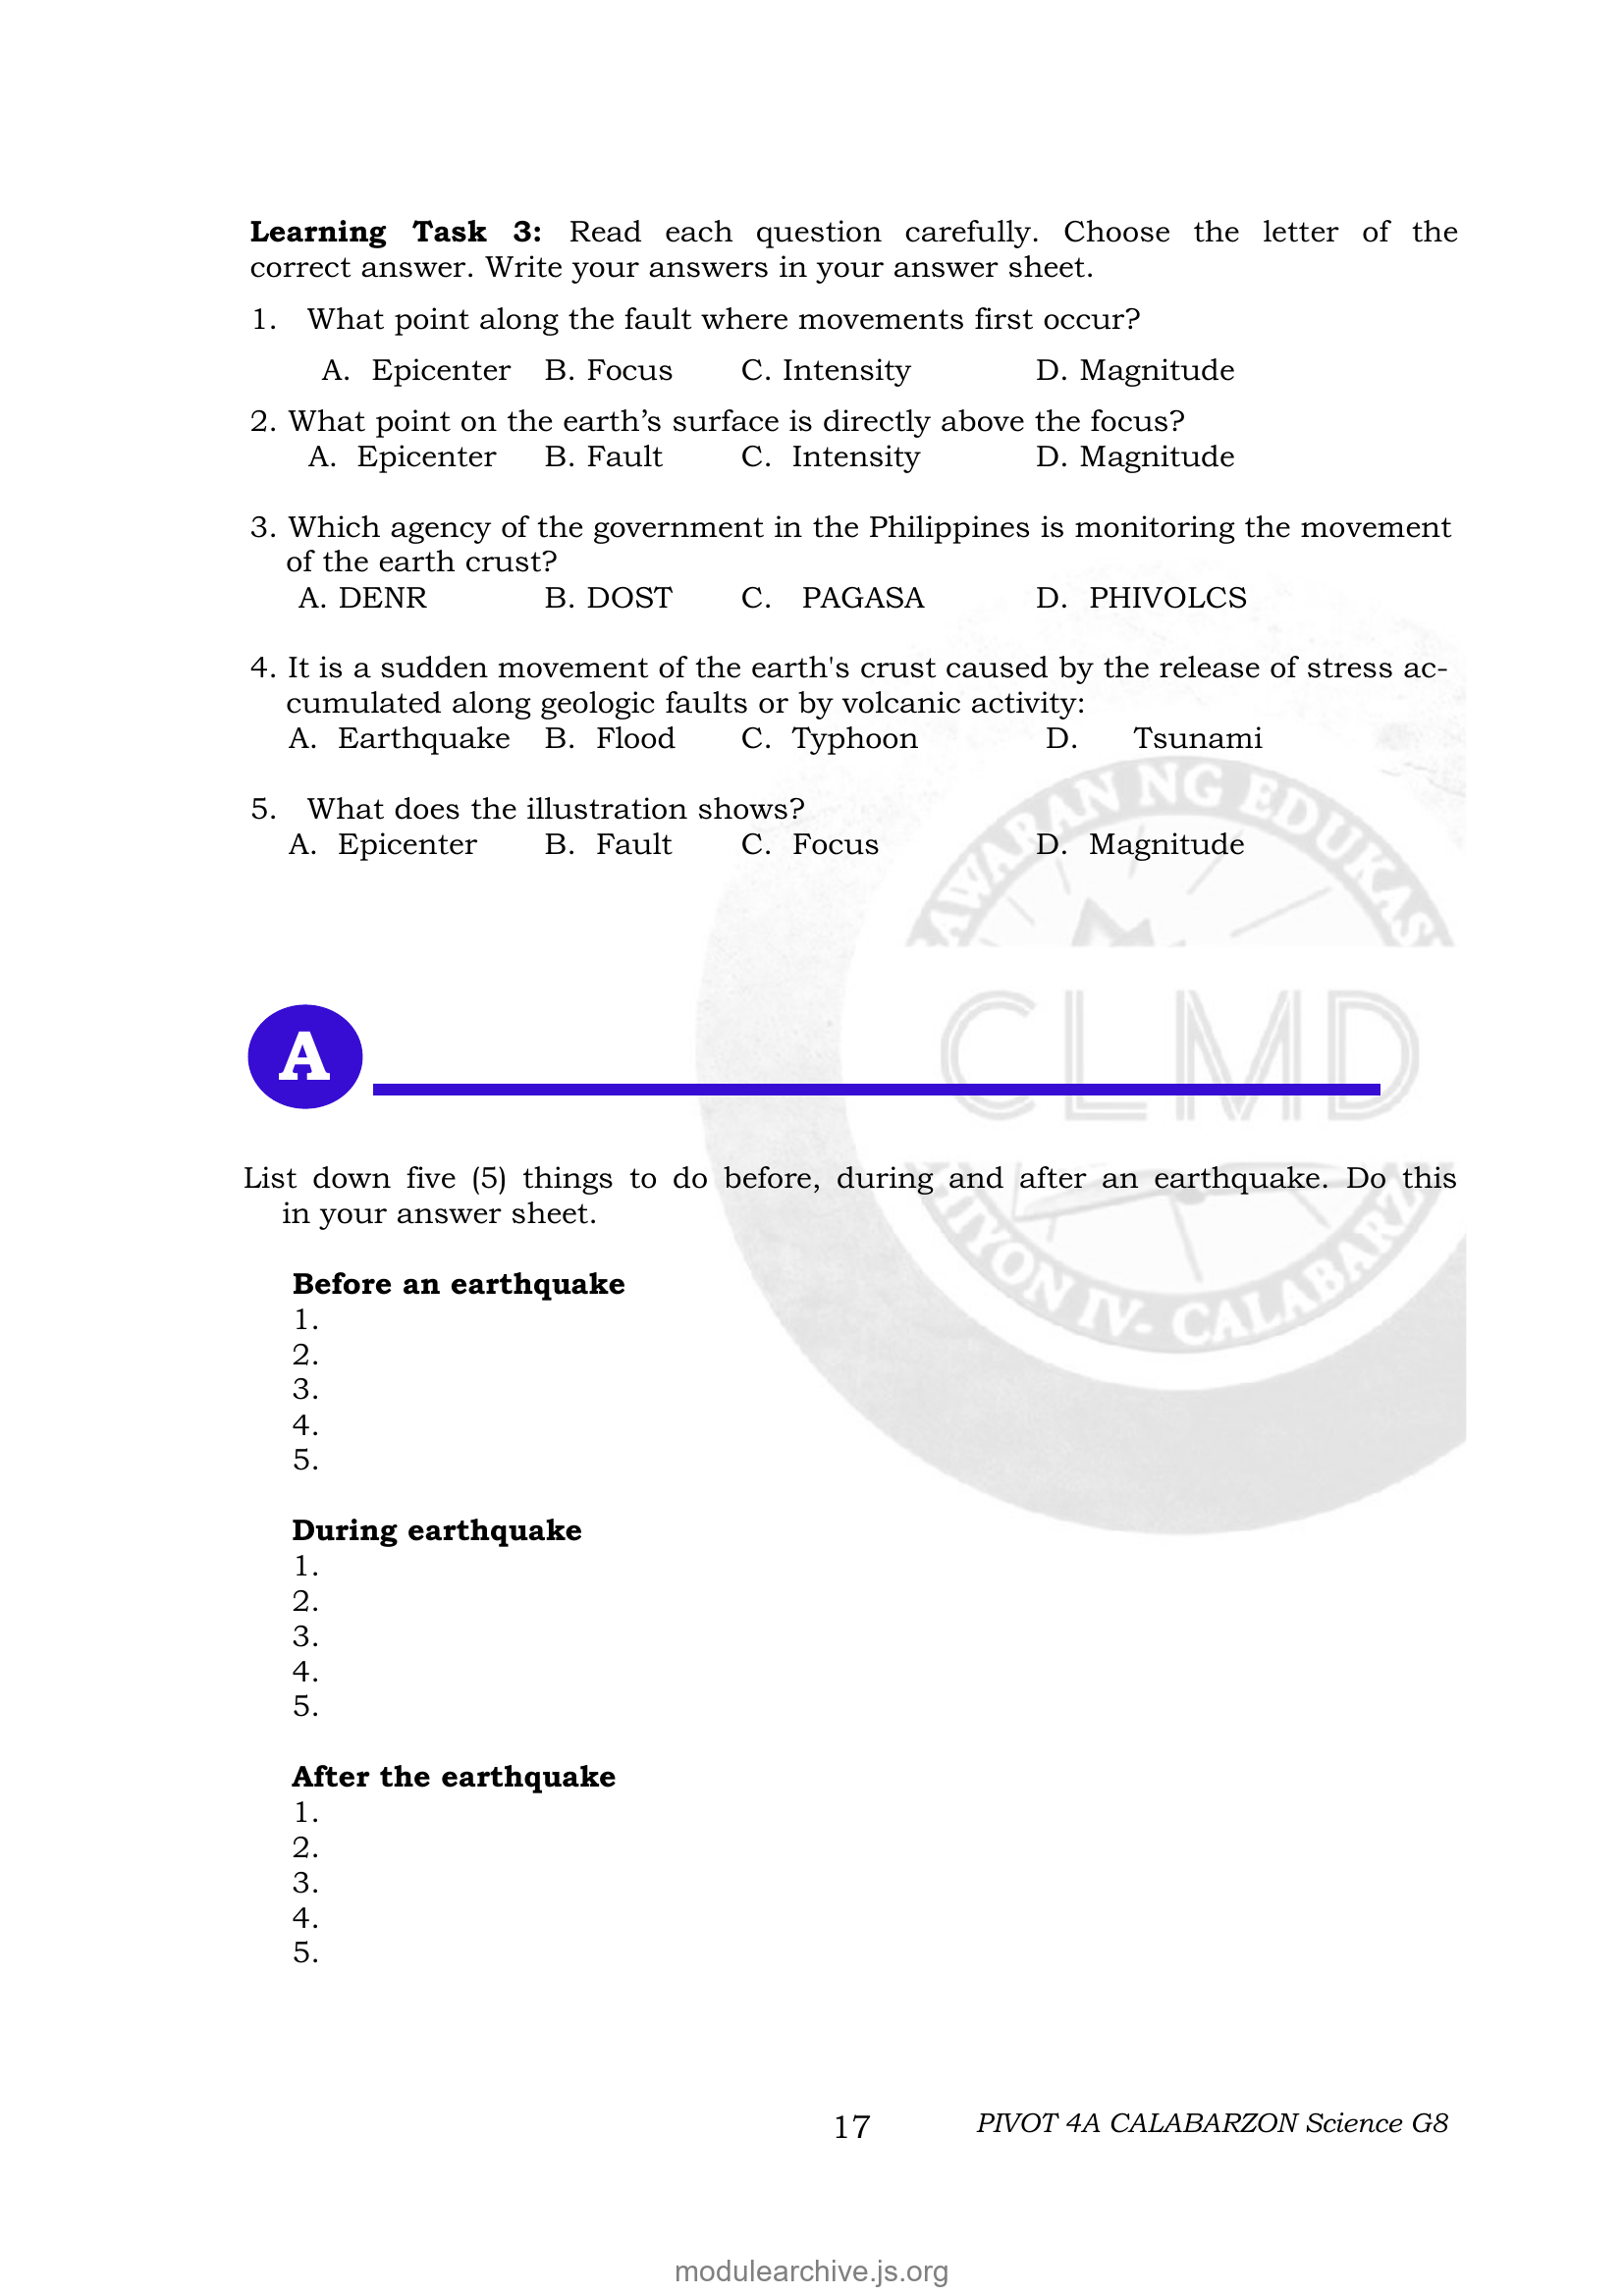 Learning Task 3: Read each question carefully. Choose the letter of the
correct answer. Write your answers in your answer sheet.
1. What point along the fault where movements first occur?
A. Epicenter B. Focus C. Intensity D. Magnitude
2. What point on the earth’s surface is directly above the focus?
A. Epicenter B. Fault C. Intensity D. Magnitude
3. Which agency of the government in the Philippines is monitoring the movement
of the earth crust?
A. DENR B. DOST C. PAGASA D. PHIVOLCS
4. It is a sudden movement of the earth's crust caused by the release of stress ac-
cumulated along geologic faults or by volcanic activity:
A. Earthquake B. Flood C. Typhoon D. Tsunami
5. What does the illustration shows?
A. Epicenter B. Fault C. Focus D. Magnitude
NG
CLMD
A
List down five (5) things to do before, during and after an earthquake. Do this
in your answer sheet.
IV- 
Before an earthquake
1.
2.
3.
4.
5.
During earthquake
1.
2.
3.
4.
5.
After the earthquake
1.
2.
3.
4.
5.
17 PIVOT 4A CALABARZON Science G8
modulearchive.js.org